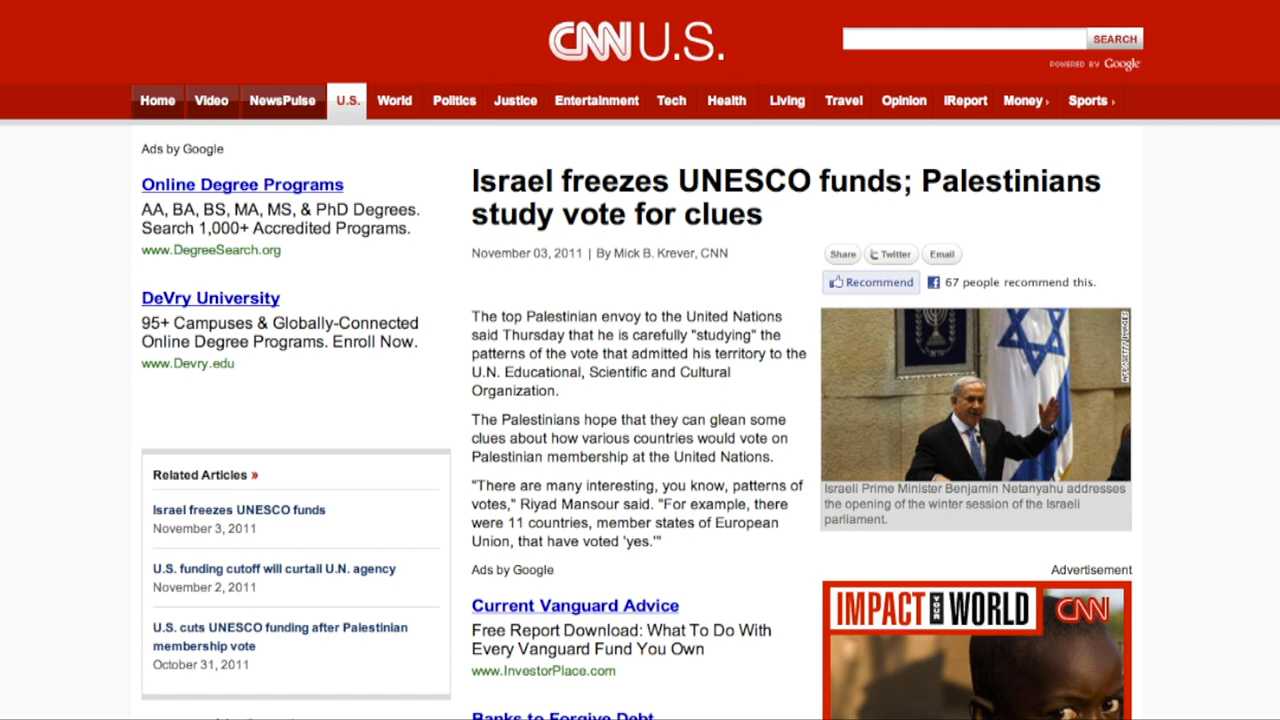 CNN U.S.
SEARCH
POWERED BY Google
Home Video NewsPulse U.S. World Politics Justice Entertainment Tech Health Living Travel Opinion iReport Money › Sports ›
Ads by Google
Online Degree Programs
AA, BA, BS, MA, MS, & PhD Degrees.
Search 1,000+ Accredited Programs.
www.DegreeSearch.org
DeVry University
95+ Campuses & Globally-Connected
Online Degree Programs. Enroll Now.
www.Devry.edu
Related Articles »
Israel freezes UNESCO funds
November 3, 2011
U.S. funding cutoff will curtail U.N. agency
November 2, 2011
U.S. cuts UNESCO funding after Palestinian
membership vote
October 31, 2011
Israel freezes UNESCO funds; Palestinians
study vote for clues
November 03, 2011 | By Mick B. Krever, CNN
Share Twitter Email
Recommend 67 people recommend this.
The top Palestinian envoy to the United Nations
said Thursday that he is carefully "studying" the
patterns of the vote that admitted his territory to the
U.N. Educational, Scientific and Cultural
Organization.
The Palestinians hope that they can glean some
clues about how various countries would vote on
Palestinian membership at the United Nations.
"There are many interesting, you know, patterns of
votes," Riyad Mansour said. "For example, there
were 11 countries, member states of European
Union, that have voted 'yes.'"
Ads by Google
Current Vanguard Advice
Free Report Download: What To Do With
Every Vanguard Fund You Own
www.InvestorPlace.com
Banks to Forgive Debt
AFP/GETTY IMAGES
Israeli Prime Minister Benjamin Netanyahu addresses
the opening of the winter session of the Israeli
parliament.
Advertisement
IMPACT YOUR WORLD CNN